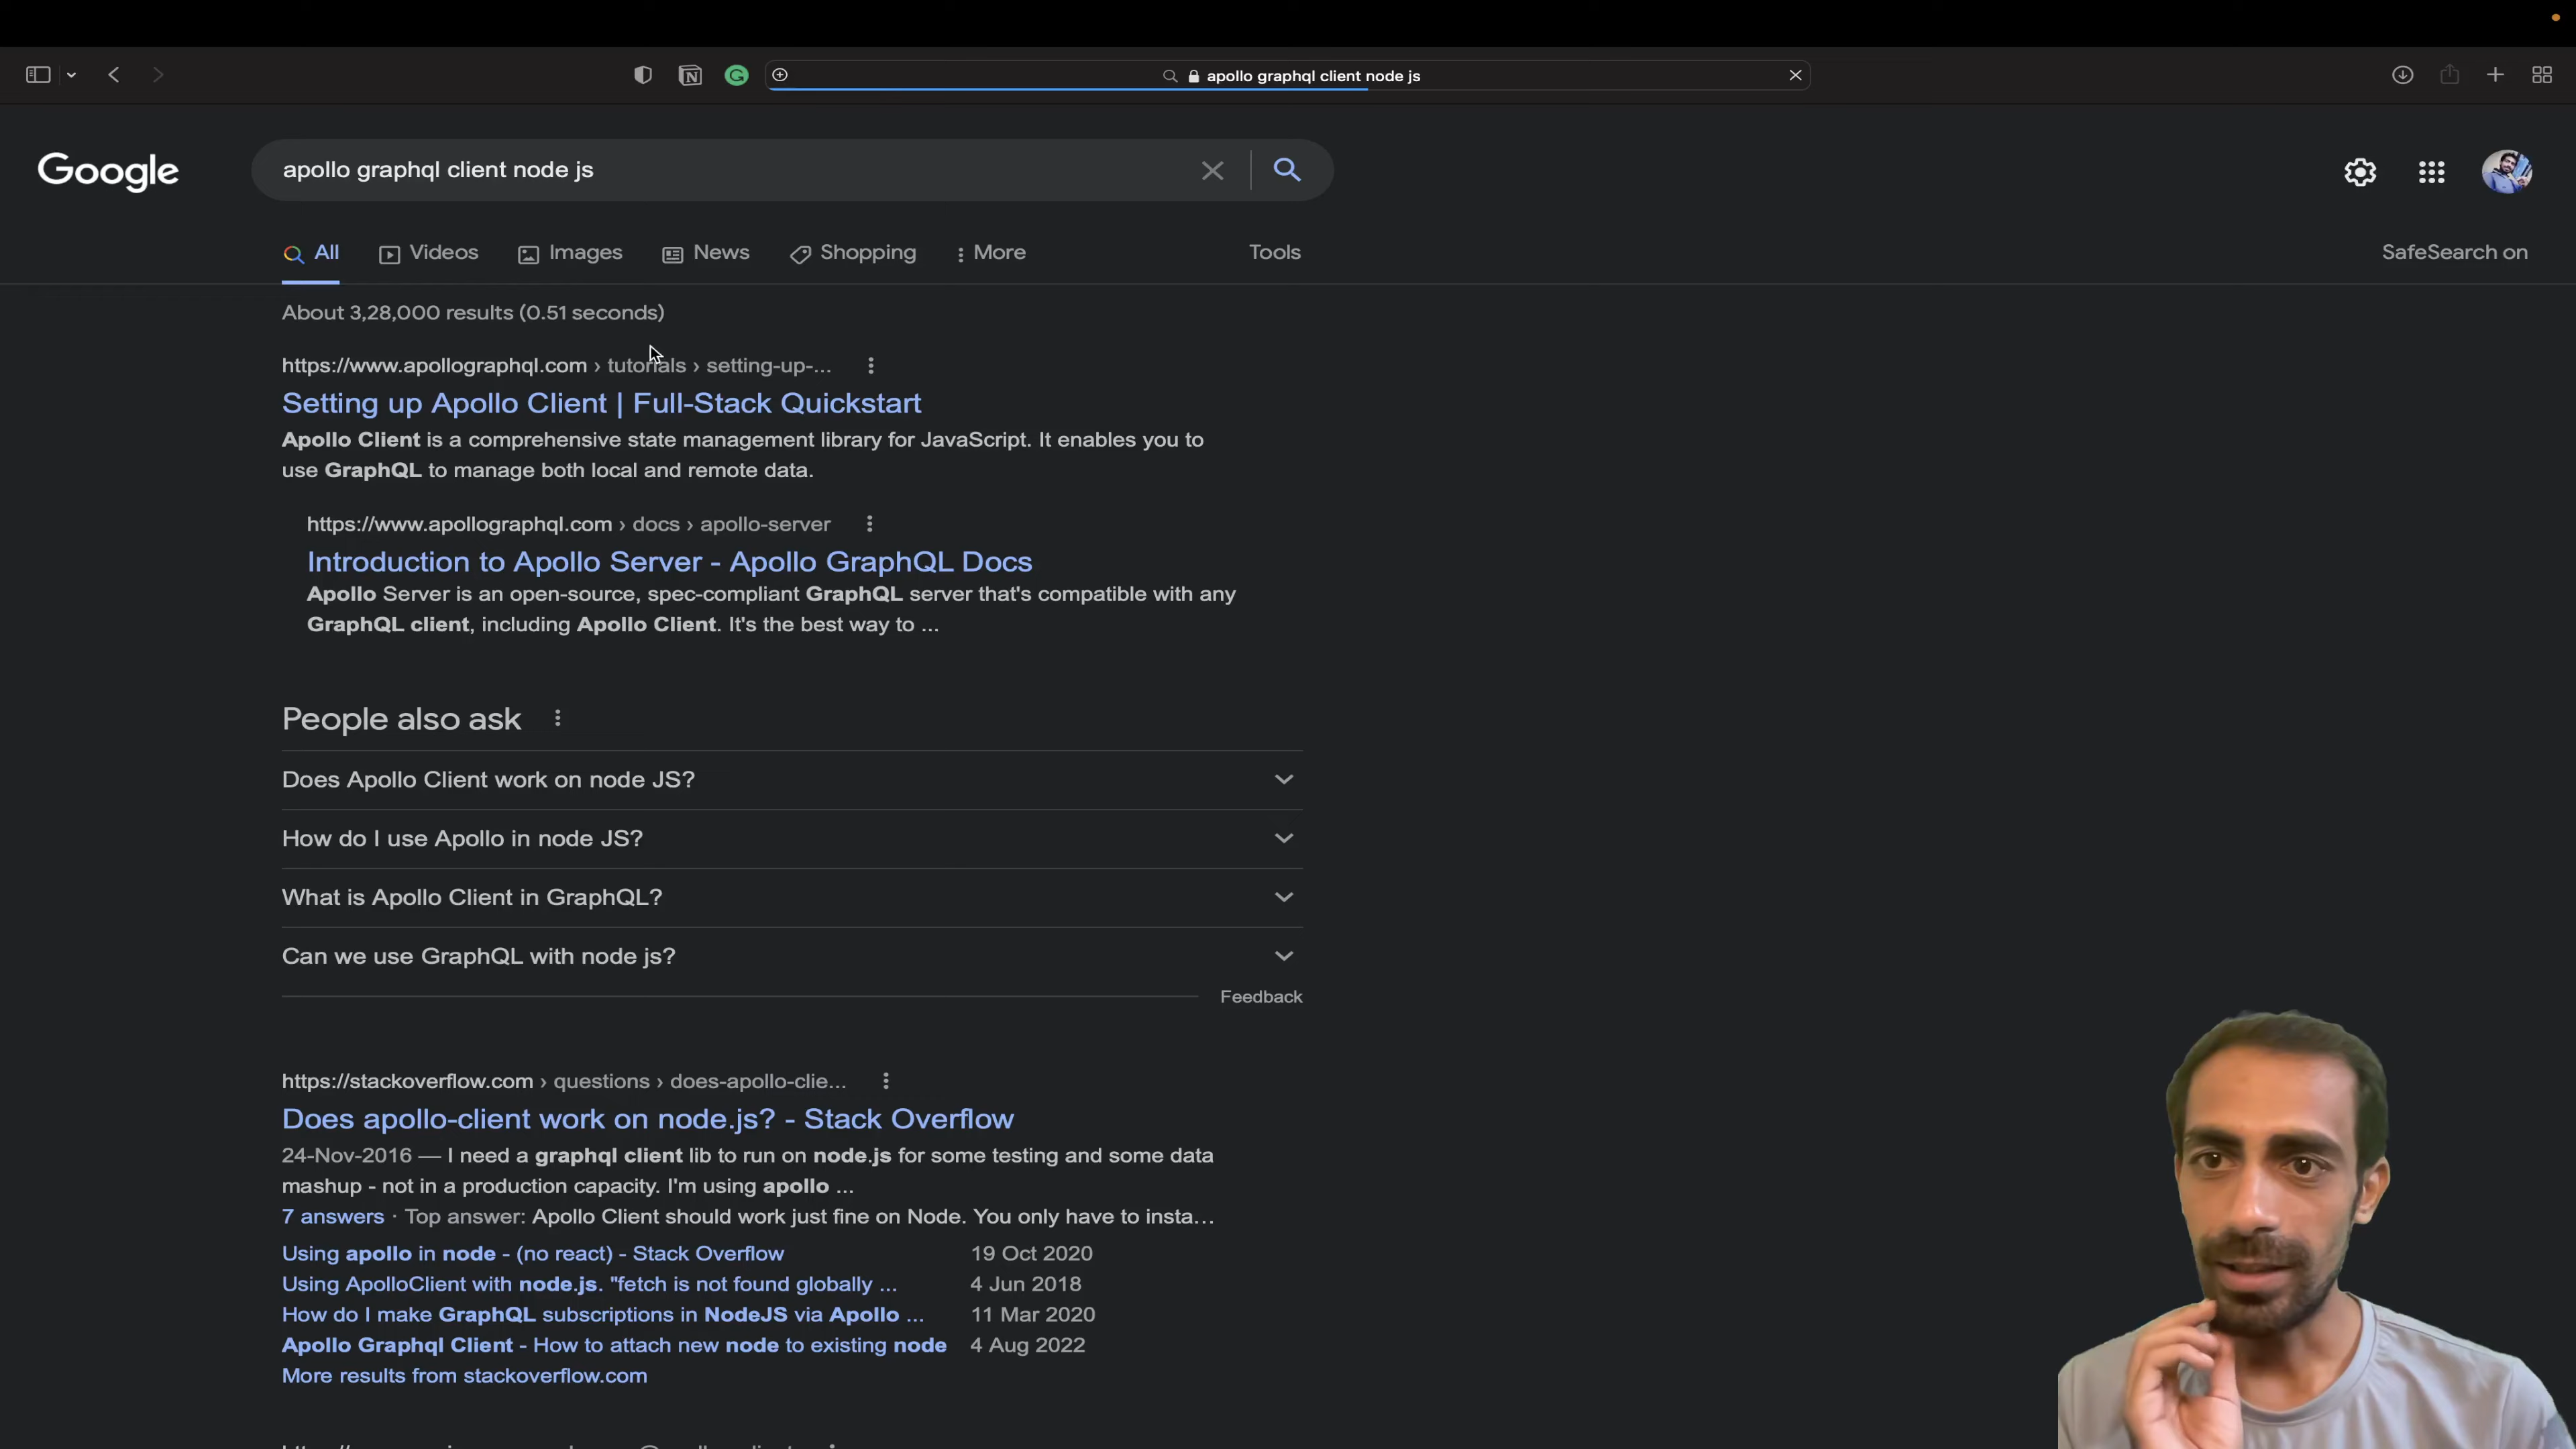 apollo graphql client node js
Google
apollo graphql client node js
All Videos Images News Shopping More Tools SafeSearch on
About 3,28,000 results (0.51 seconds)
https://www.apollographql.com › tutorials › setting-up-...
Setting up Apollo Client | Full-Stack Quickstart
Apollo Client is a comprehensive state management library for JavaScript. It enables you to
use GraphQL to manage both local and remote data.
https://www.apollographql.com › docs › apollo-server
Introduction to Apollo Server - Apollo GraphQL Docs
Apollo Server is an open-source, spec-compliant GraphQL server that's compatible with any
GraphQL client, including Apollo Client. It's the best way to ...
People also ask
Does Apollo Client work on node JS?
How do I use Apollo in node JS?
What is Apollo Client in GraphQL?
Can we use GraphQL with node js?
Feedback
https://stackoverflow.com › questions › does-apollo-clie...
Does apollo-client work on node.js? - Stack Overflow
24-Nov-2016 — I need a graphql client lib to run on node.js for some testing and some data
mashup - not in a production capacity. I'm using apollo ...
7 answers · Top answer: Apollo Client should work just fine on Node. You only have to insta...
Using apollo in node - (no react) - Stack Overflow 19 Oct 2020
Using ApolloClient with node.js. "fetch is not found globally ... 4 Jun 2018
How do I make GraphQL subscriptions in NodeJS via Apollo ... 11 Mar 2020
Apollo Graphql Client - How to attach new node to existing node 4 Aug 2022
More results from stackoverflow.com